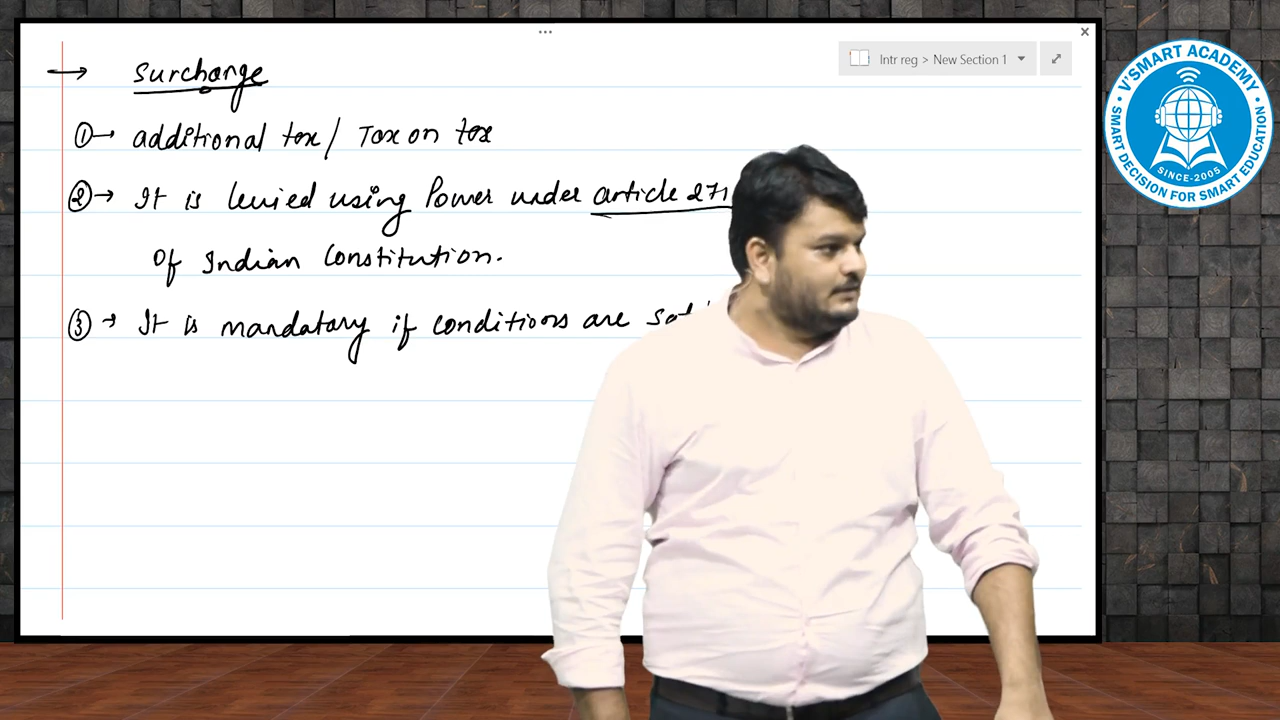 → Surcharge
①→ additional tax / Tax on tax
②→ It is levied using Power under article 271
of Indian Constitution.
③→ It is mandatory if conditions are
Intr reg > New Section 1
V'SMART ACADEMY
SINCE-2005
SMART DECISION FOR SMART EDUCATION